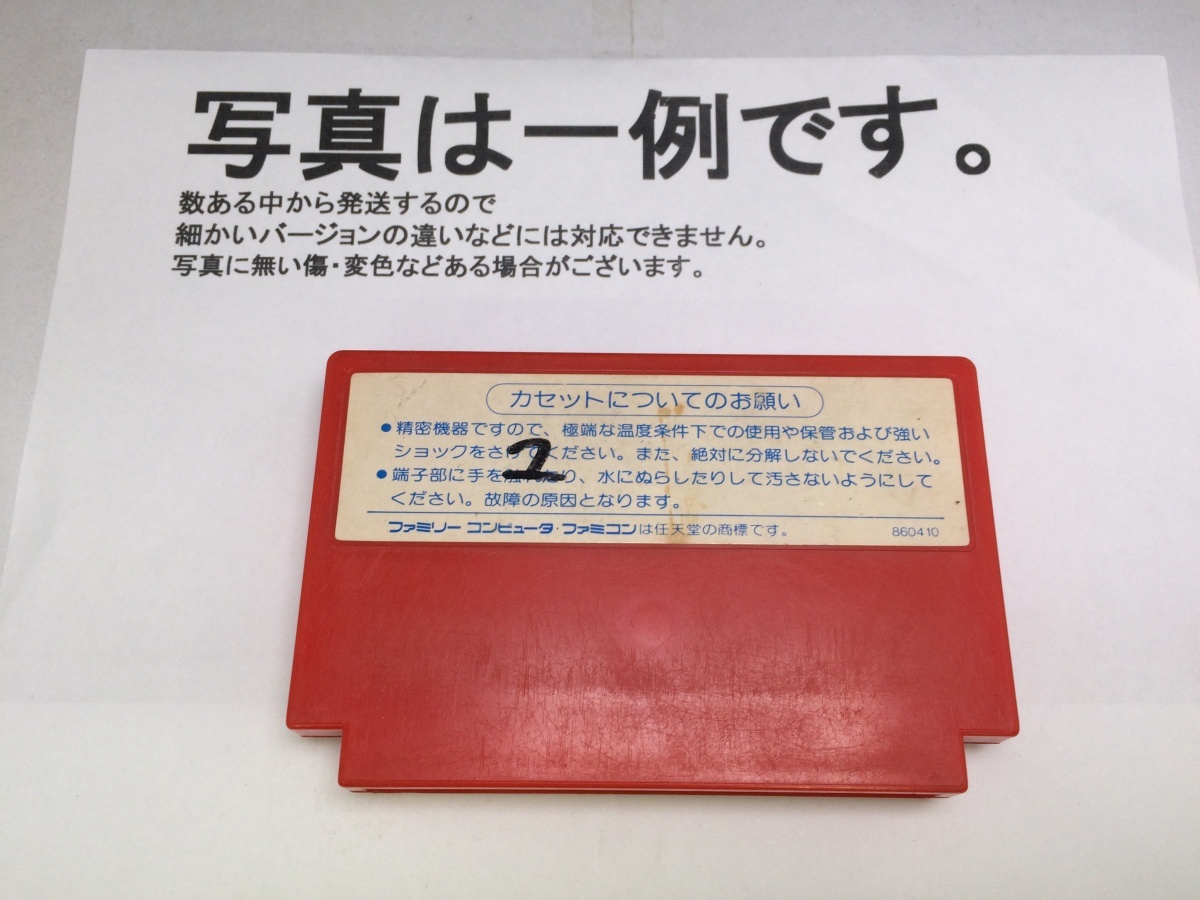 写真は一例です。
数ある中から発送するので
細かいバージョンの違いなどには対応できません。
写真に無い傷・変色などある場合がございます。
カセットについてのお願い
●精密機器ですので、極端な温度条件下での使用や保管および強い
ショックをさけてください。また、絶対に分解しないでください。
2
●端子部に手を触れたり、水にぬらしたりして汚さないようにして
ください。故障の原因となります。
ファミリー コンピュータ・ファミコンは任天堂の商標です。
860410